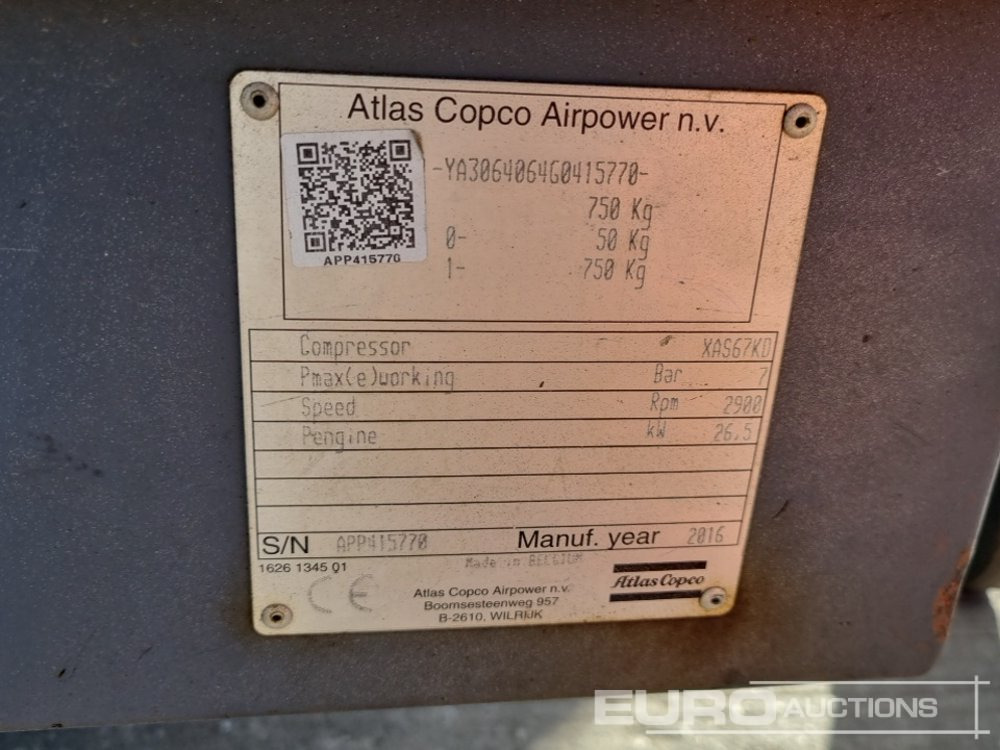 Atlas Copco Airpower n.v.
-YA3064064G0415770-
750 Kg
0- 50 Kg
1- 750 Kg
APP415770
Compressor XAS67KD
Pmax(e)working Bar 7
Speed Rpm 2900
Pengine kW 26.5
S/N APP415770 Manuf. year 2016
1626 1345 01
Made in BELGIUM
CE
Atlas Copco
Atlas Copco Airpower n.v.
Boomsesteenweg 957
B-2610, WILRIJK
EURO AUCTIONS